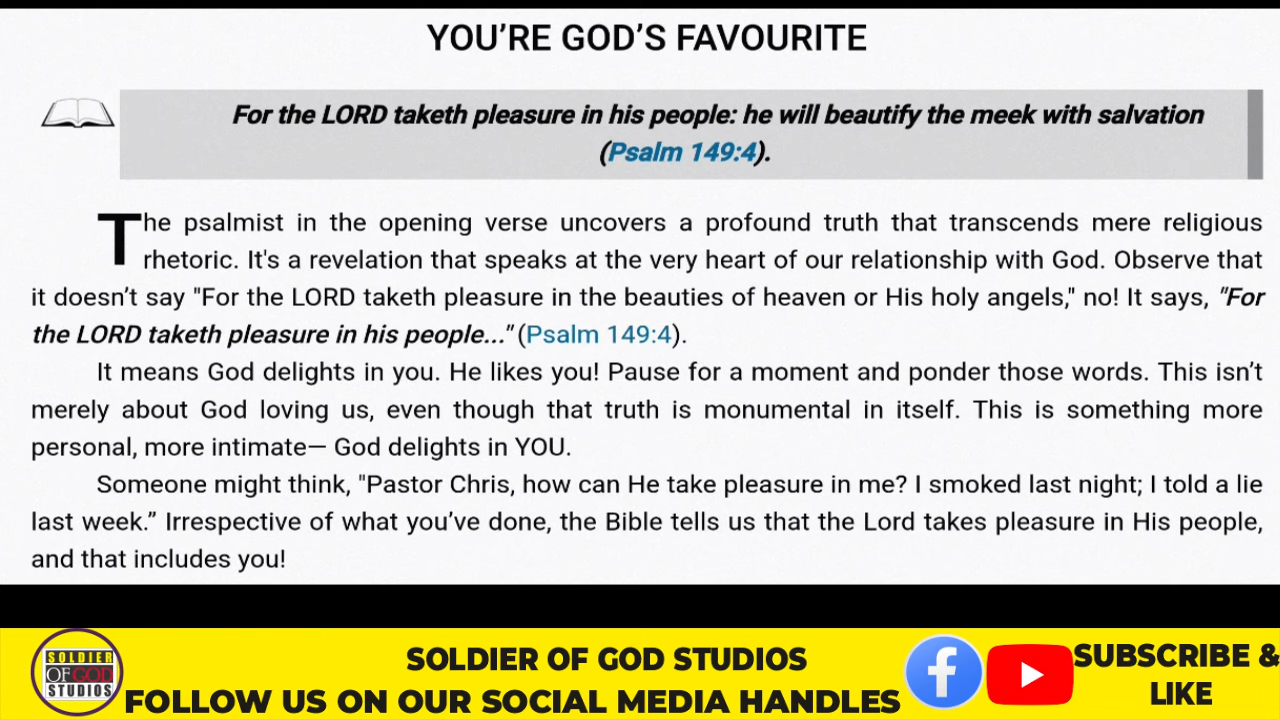 YOU’RE GOD’S FAVOURITE
For the LORD taketh pleasure in his people: he will beautify the meek with salvation
(Psalm 149:4).
The psalmist in the opening verse uncovers a profound truth that transcends mere religious
rhetoric. It's a revelation that speaks at the very heart of our relationship with God. Observe that
it doesn’t say "For the LORD taketh pleasure in the beauties of heaven or His holy angels," no! It says, "For
the LORD taketh pleasure in his people..." (Psalm 149:4).
It means God delights in you. He likes you! Pause for a moment and ponder those words. This isn’t
merely about God loving us, even though that truth is monumental in itself. This is something more
personal, more intimate— God delights in YOU.
Someone might think, "Pastor Chris, how can He take pleasure in me? I smoked last night; I told a lie
last week.” Irrespective of what you’ve done, the Bible tells us that the Lord takes pleasure in His people,
and that includes you!
SOLDIER
OF GOD
STUDIOS
SOLDIER OF GOD STUDIOS
FOLLOW US ON OUR SOCIAL MEDIA HANDLES
SUBSCRIBE &
LIKE